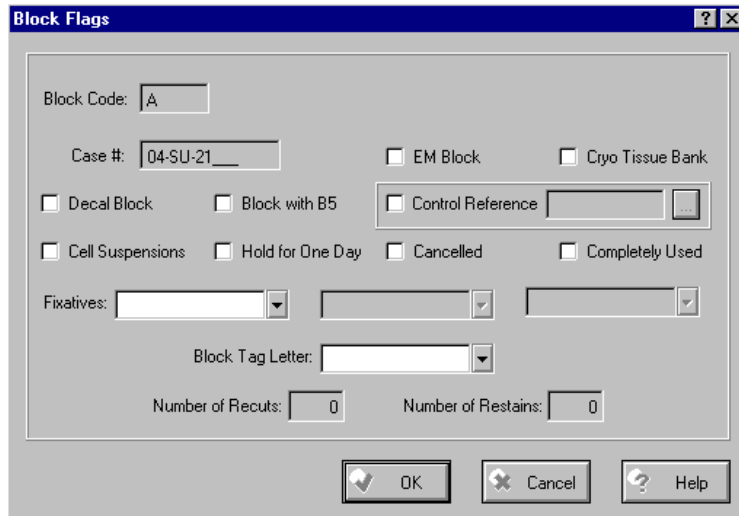 Block Flags
Block Code: A
Case #: 04-SU-21___ EM Block Cryo Tissue Bank
Decal Block Block with B5 Control Reference ...
Cell Suspensions Hold for One Day Cancelled Completely Used
Fixatives:
Block Tag Letter:
Number of Recuts: 0 Number of Restains: 0
OK Cancel Help